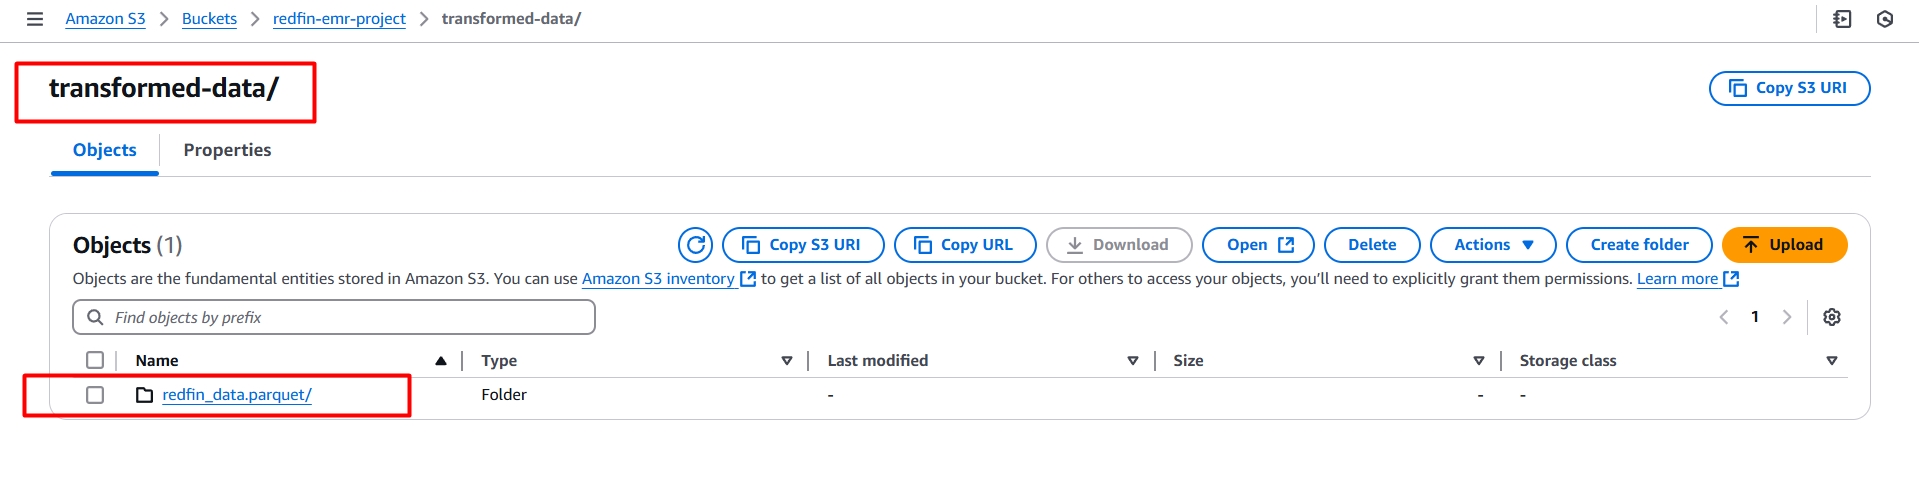 Amazon S3 > Buckets > redfin-emr-project > transformed-data/
transformed-data/
Copy S3 URI
Objects Properties
Objects (1)
Copy S3 URI Copy URL Download Open Delete Actions Create folder Upload
Objects are the fundamental entities stored in Amazon S3. You can use Amazon S3 inventory to get a list of all objects in your bucket. For others to access your objects, you’ll need to explicitly grant them permissions. Learn more
Find objects by prefix
1
Name Type Last modified Size Storage class
redfin_data.parquet/ Folder - - -